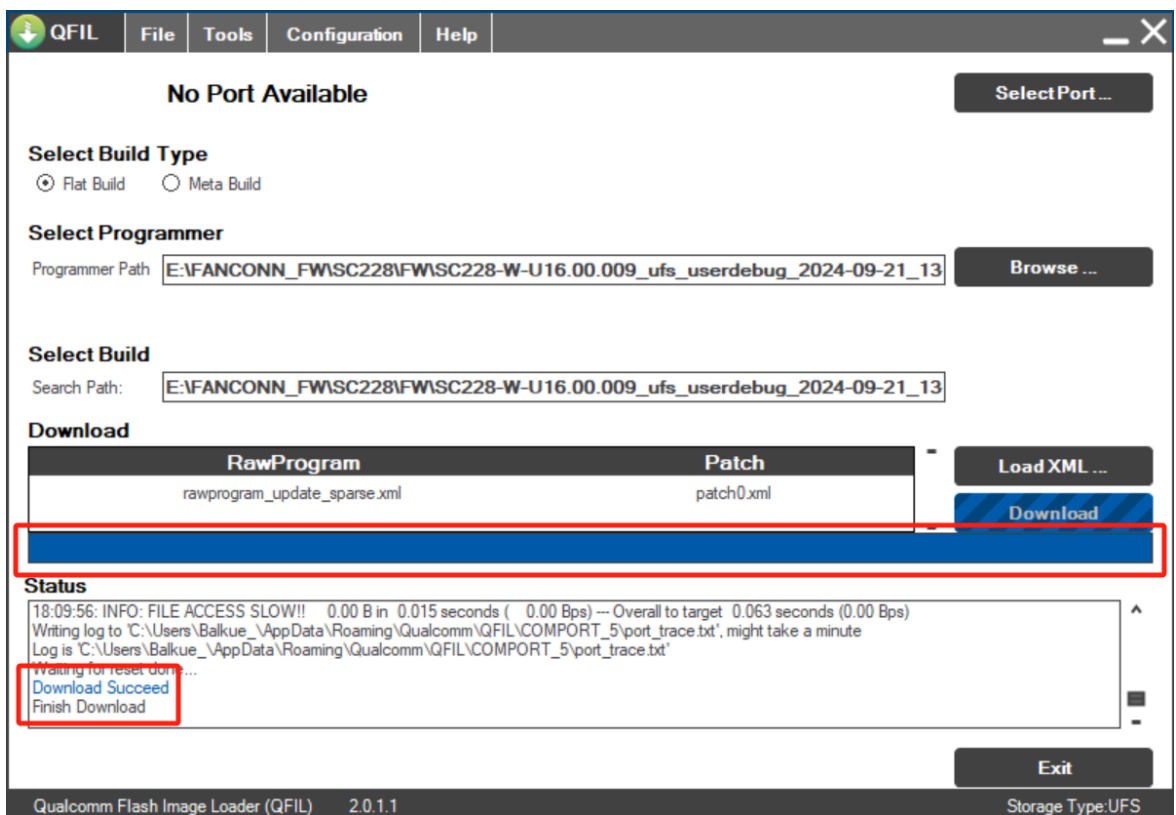 QFIL File Tools Configuration Help
No Port Available
Select Port ...
Select Build Type
Flat Build Meta Build
Select Programmer
Programmer Path E:\FANCONN_FW\SC228\FW\SC228-W-U16.00.009_ufs_userdebug_2024-09-21_13 Browse ...
Select Build
Search Path: E:\FANCONN_FW\SC228\FW\SC228-W-U16.00.009_ufs_userdebug_2024-09-21_13
Download
RawProgram Patch
Load XML ...
rawprogram_update_sparse.xml patch0.xml
Download
Status
18:09:56: INFO: FILE ACCESS SLOW!! 0.00 B in 0.015 seconds ( 0.00 Bps) --- Overall to target 0.063 seconds (0.00 Bps)
Writing log to 'C:\Users\Balkue_\AppData\Roaming\Qualcomm\QFIL\COMPORT_5\port_trace.txt', might take a minute
Log is 'C:\Users\Balkue_\AppData\Roaming\Qualcomm\QFIL\COMPORT_5\port_trace.txt'
Waiting for reset done...
Download Succeed
Finish Download
Exit
Qualcomm Flash Image Loader (QFIL) 2.0.1.1 Storage Type:UFS